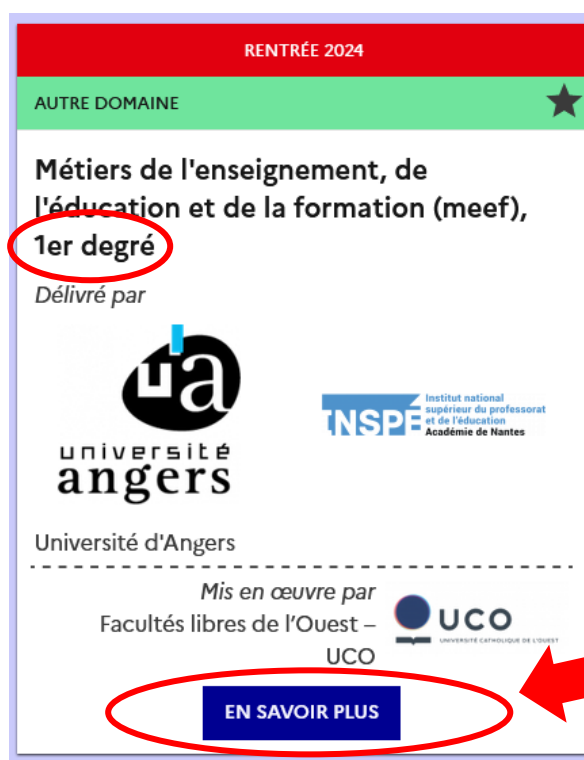 RENTRÉE 2024
AUTRE DOMAINE
Métiers de l'enseignement, de
l'éducation et de la formation (meef),
1er degré
Délivré par
ua
université
angers
INSPÉ
Institut national
supérieur du professorat
et de l'éducation
Académie de Nantes
Université d'Angers
Mis en œuvre par
Facultés libres de l'Ouest –
UCO
UCO
UNIVERSITÉ CATHOLIQUE DE L'OUEST
EN SAVOIR PLUS